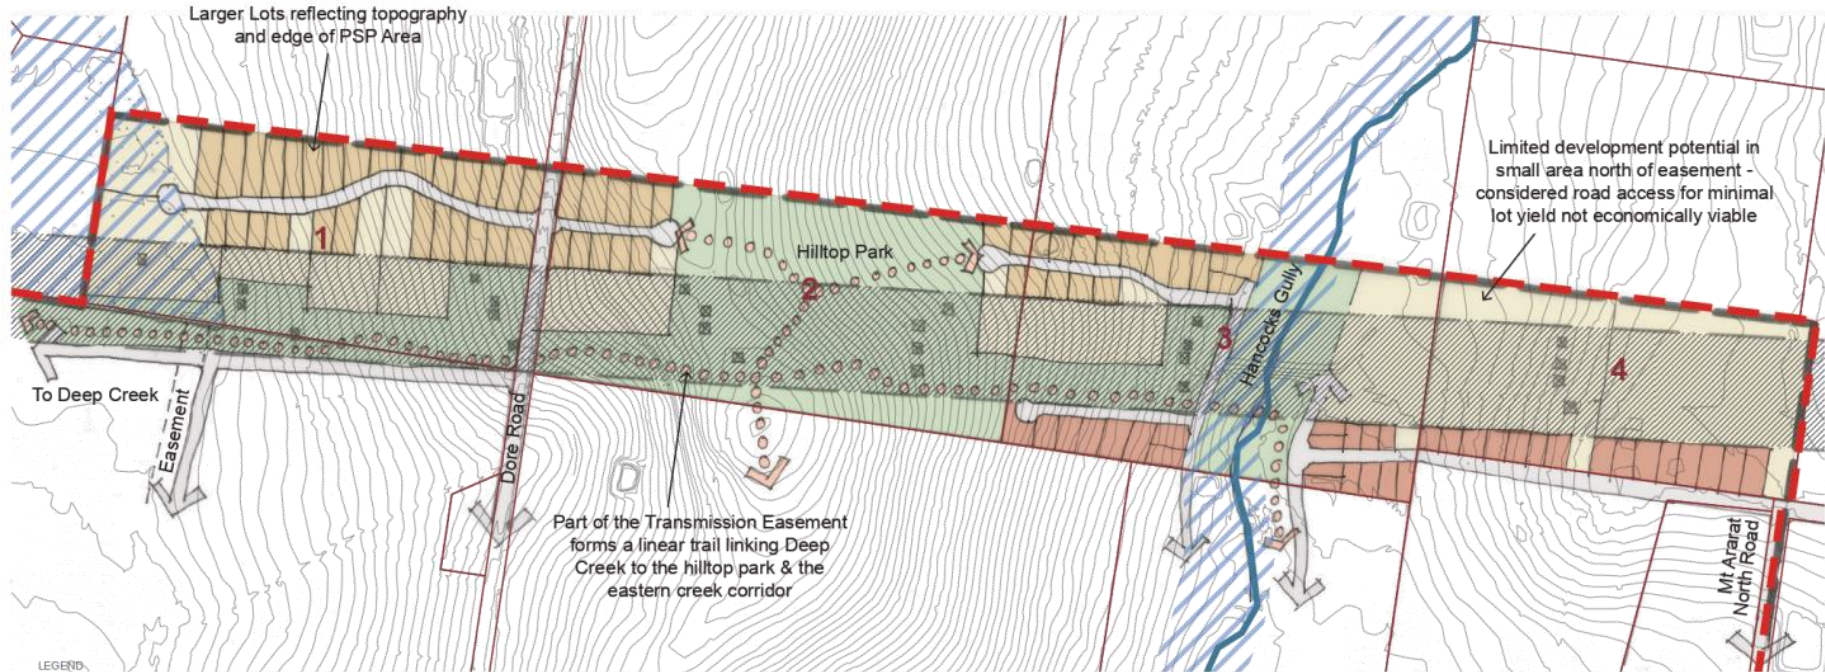 Larger Lots reflecting topography
and edge of PSP Area
Limited development potential in
small area north of easement -
considered road access for minimal
lot yield not economically viable
Hilltop Park
1
2
3
4
Hancocks Gully
To Deep Creek
Easement
Dore Road
Part of the Transmission Easement
forms a linear trail linking Deep
Creek to the hilltop park & the
eastern creek corridor
Mt Ararat
North Road
LEGEND